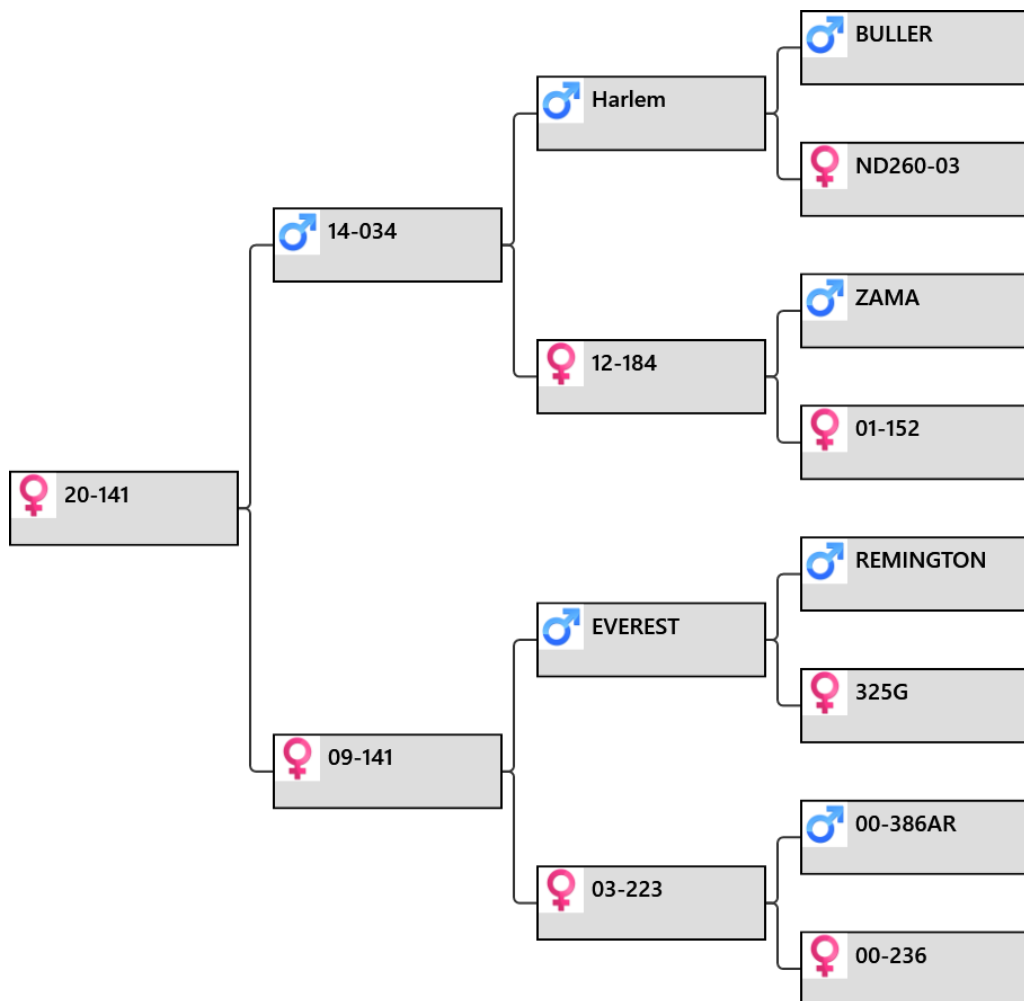 BULLER
Harlem
ND260-03
14-034
ZAMA
12-184
01-152
20-141
REMINGTON
EVEREST
325G
09-141
00-386AR
03-223
00-236